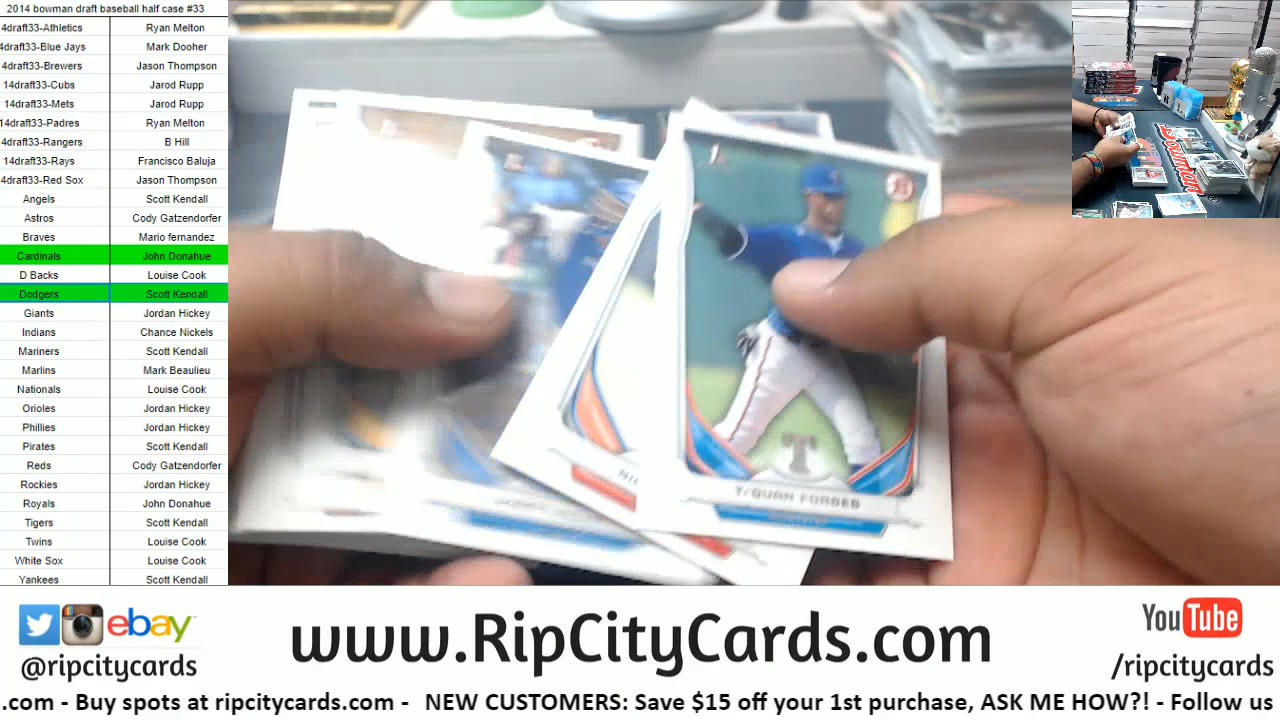 2014 bowman draft baseball half case #33
4draft33-Athletics Ryan Melton
4draft33-Blue Jays Mark Dooher
4draft33-Brewers Jason Thompson
14draft33-Cubs Jarod Rupp
14draft33-Mets Jarod Rupp
14draft33-Padres Ryan Melton
4draft33-Rangers B Hill
14draft33-Rays Francisco Baluja
4draft33-Red Sox Jason Thompson
Angels Scott Kendall
Astros Cody Gatzendorfer
Braves Mario fernandez
Cardinals John Donahue
D Backs Louise Cook
Dodgers Scott Kendall
Giants Jordan Hickey
Indians Chance Nickels
Mariners Scott Kendall
Marlins Mark Beaulieu
Nationals Louise Cook
Orioles Jordan Hickey
Phillies Jordan Hickey
Pirates Scott Kendall
Reds Cody Gatzendorfer
Rockies Jordan Hickey
Royals John Donahue
Tigers Scott Kendall
Twins Louise Cook
White Sox Louise Cook
Yankees Scott Kendall
T
T/QUAN FORBES
Bowman
ebay
@ripcitycards
www.RipCityCards.com
YouTube
/ripcitycards
.com - Buy spots at ripcitycards.com - NEW CUSTOMERS: Save $15 off your 1st purchase, ASK ME HOW?! - Follow us